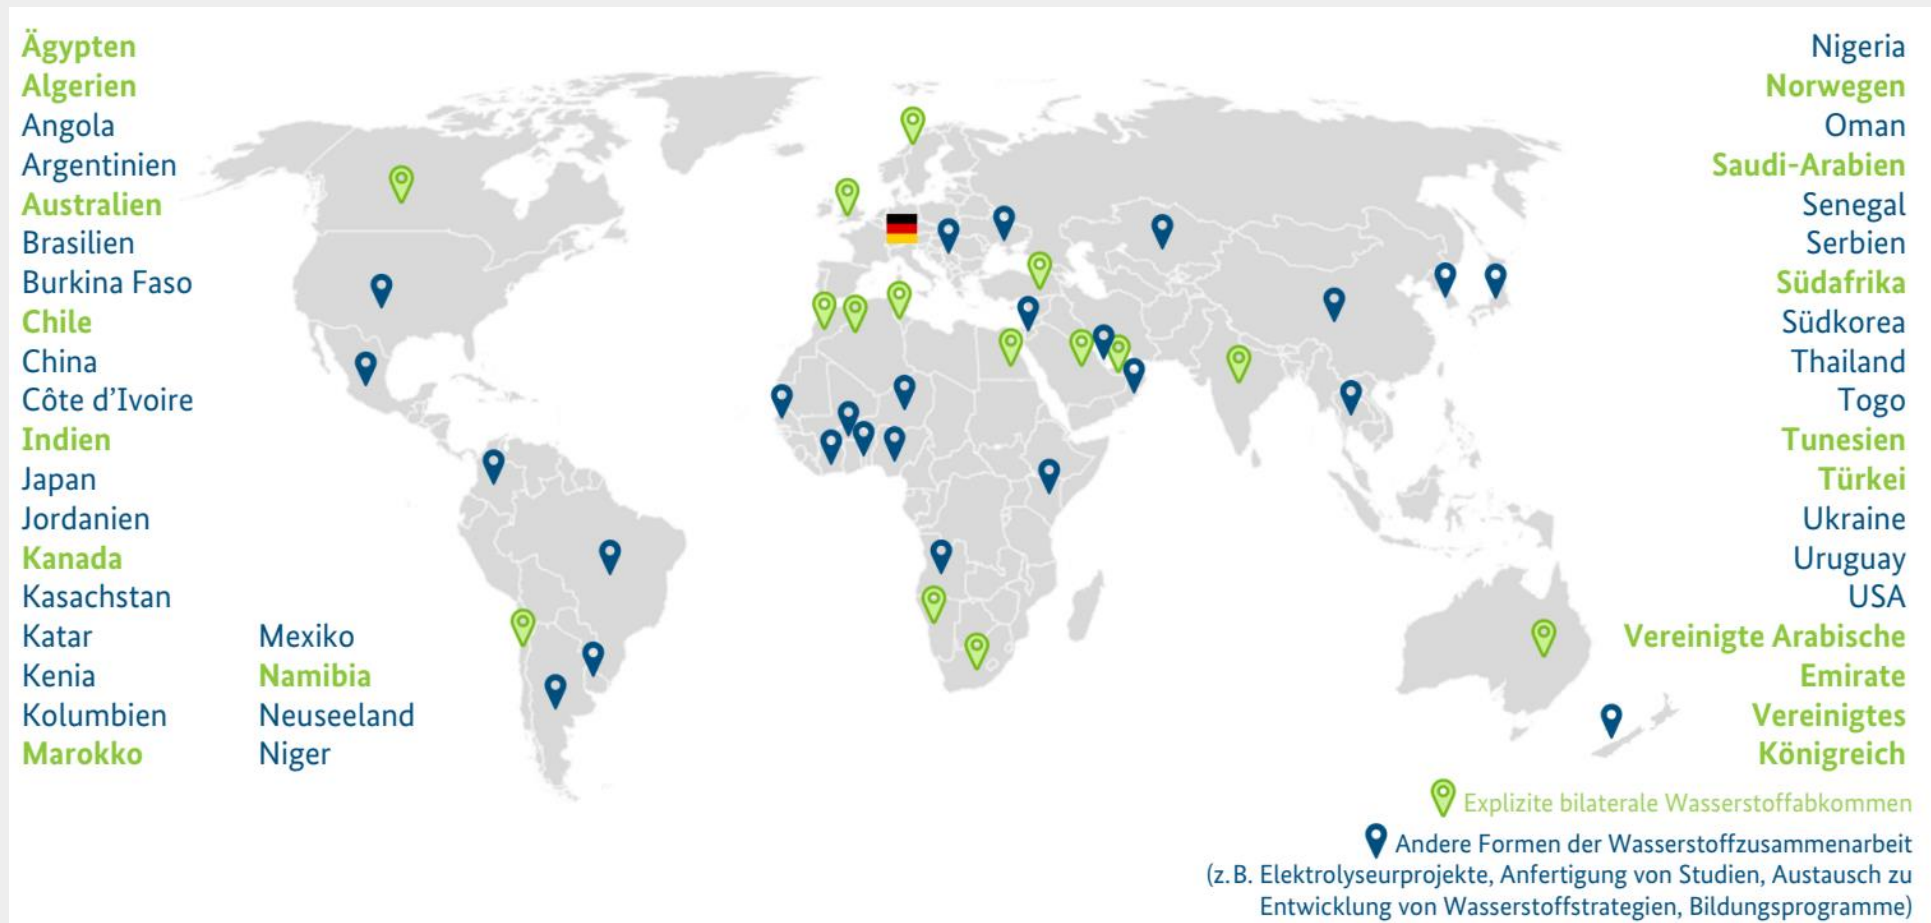 Ägypten
Algerien
Angola
Argentinien
Australien
Brasilien
Burkina Faso
Chile
China
Côte d’Ivoire
Indien
Japan
Jordanien
Kanada
Kasachstan
Katar
Kenia
Kolumbien
Marokko
Mexiko
Namibia
Neuseeland
Niger
Nigeria
Norwegen
Oman
Saudi-Arabien
Senegal
Serbien
Südafrika
Südkorea
Thailand
Togo
Tunesien
Türkei
Ukraine
Uruguay
USA
Vereinigte Arabische
Emirate
Vereinigtes
Königreich
Explizite bilaterale Wasserstoffabkommen
Andere Formen der Wasserstoffzusammenarbeit
(z. B. Elektrolyseurprojekte, Anfertigung von Studien, Austausch zu
Entwicklung von Wasserstoffstrategien, Bildungsprogramme)